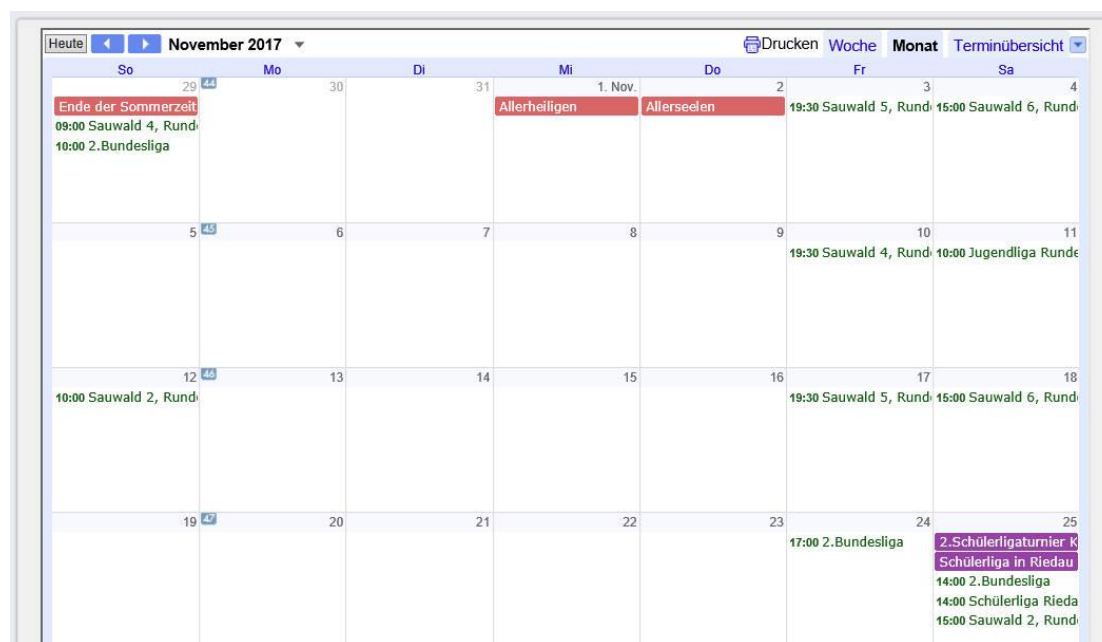 Heute November 2017 Drucken Woche Monat Terminübersicht
So Mo Di Mi Do Fr Sa
29 44 30 31 1. Nov. 2 3 4
Ende der Sommerzeit Allerheiligen Allerseelen 19:30 Sauwald 5, Rund 15:00 Sauwald 6, Rund
09:00 Sauwald 4, Rund
10:00 2.Bundesliga
5 45 6 7 8 9 10 11
19:30 Sauwald 4, Rund 10:00 Jugendliga Runde
12 46 13 14 15 16 17 18
10:00 Sauwald 2, Rund 19:30 Sauwald 5, Rund 15:00 Sauwald 6, Rund
19 47 20 21 22 23 24 25
17:00 2.Bundesliga 2.Schülerligaturnier K
Schülerliga in Riedau
14:00 2.Bundesliga
14:00 Schülerliga Rieda
15:00 Sauwald 2, Rund